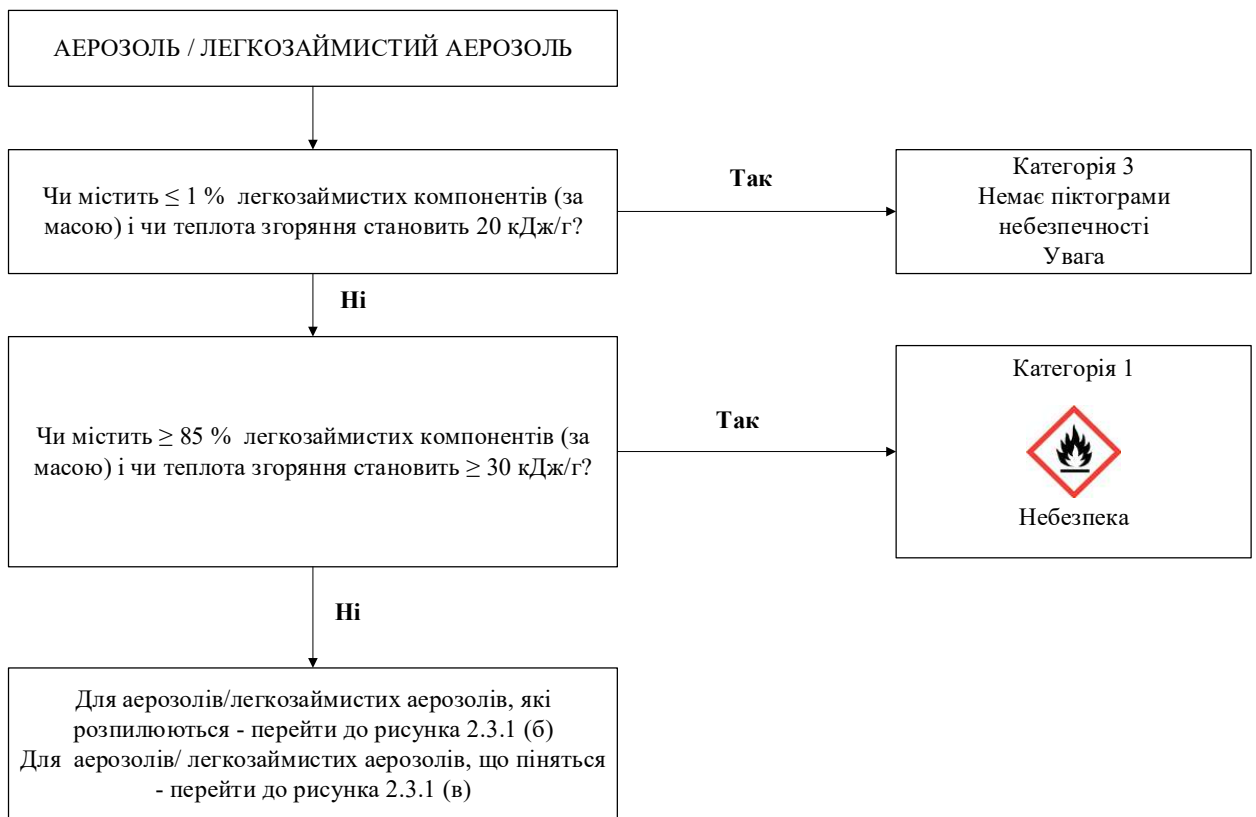 АЕРОЗОЛЬ / ЛЕГКОЗАЙМИСТИЙ АЕРОЗОЛЬ
Чи містить ≤ 1 % легкозаймистих компонентів (за
масою) і чи теплота згоряння становить 20 кДж/г?
Так
Категорія 3
Немає піктограми
небезпечності
Увага
Ні
Чи містить ≥ 85 % легкозаймистих компонентів (за
масою) і чи теплота згоряння становить ≥ 30 кДж/г?
Так
Категорія 1
Небезпека
Ні
Для аерозолів/легкозаймистих аерозолів, які
розпилюються - перейти до рисунка 2.3.1 (б)
Для аерозолів/ легкозаймистих аерозолів, що піняться
- перейти до рисунка 2.3.1 (в)